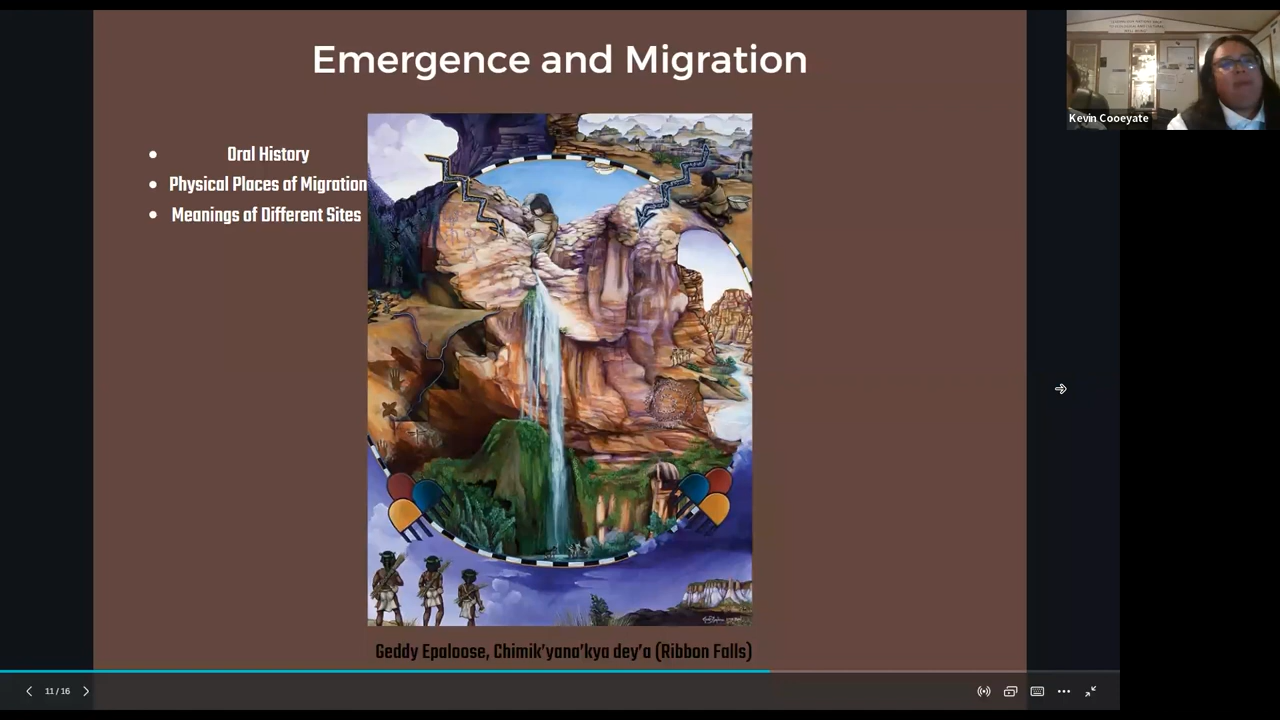 Emergence and Migration
Oral History
Physical Places of Migration
Meanings of Different Sites
Geddy Epaloose, Chimik’yana’kya dey’a (Ribbon Falls)
11 / 16
Kevin Cooeyate